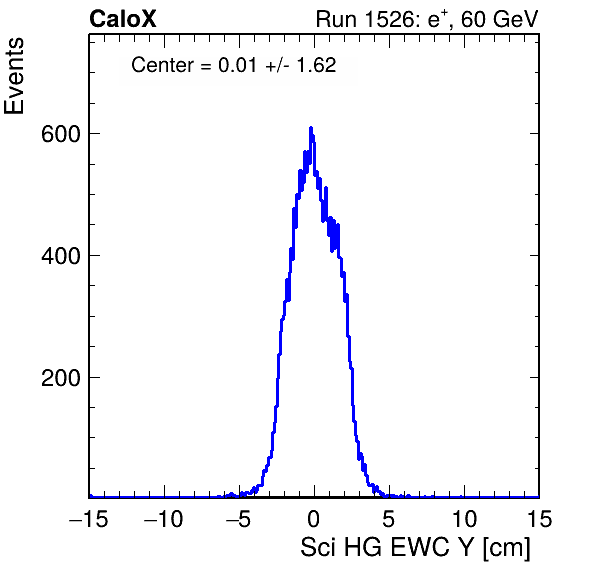 CaloX Run 1526: e⁺, 60 GeV
Events
Center = 0.01 +/- 1.62
600
400
200
−15 −10 −5 0 5 10 15
Sci HG EWC Y [cm]